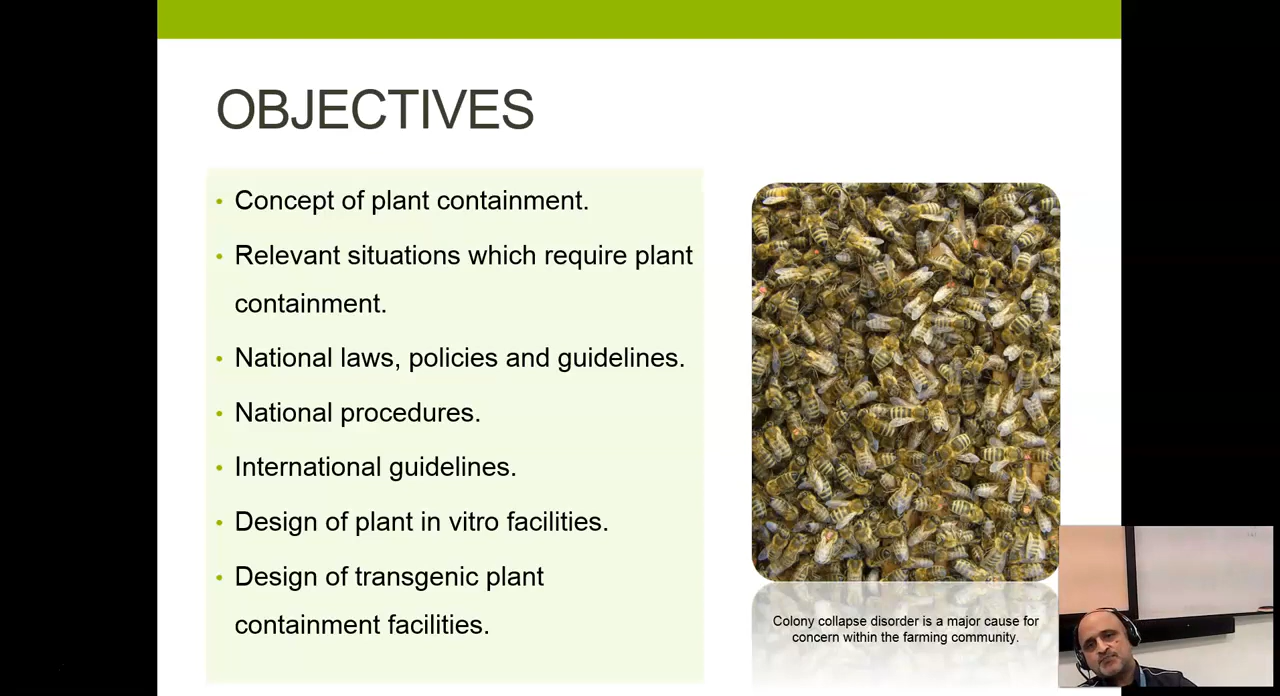 OBJECTIVES
• Concept of plant containment.
• Relevant situations which require plant
containment.
• National laws, policies and guidelines.
• National procedures.
• International guidelines.
• Design of plant in vitro facilities.
• Design of transgenic plant
containment facilities.
Colony collapse disorder is a major cause for
concern within the farming community.